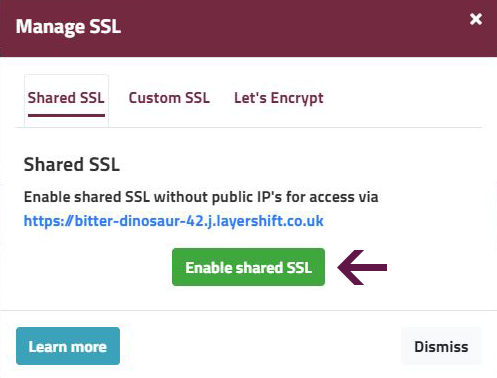 Manage SSL
Shared SSL Custom SSL Let's Encrypt
Shared SSL
Enable shared SSL without public IP's for access via
https://bitter-dinosaur-42.j.layershift.co.uk
Enable shared SSL
Learn more Dismiss